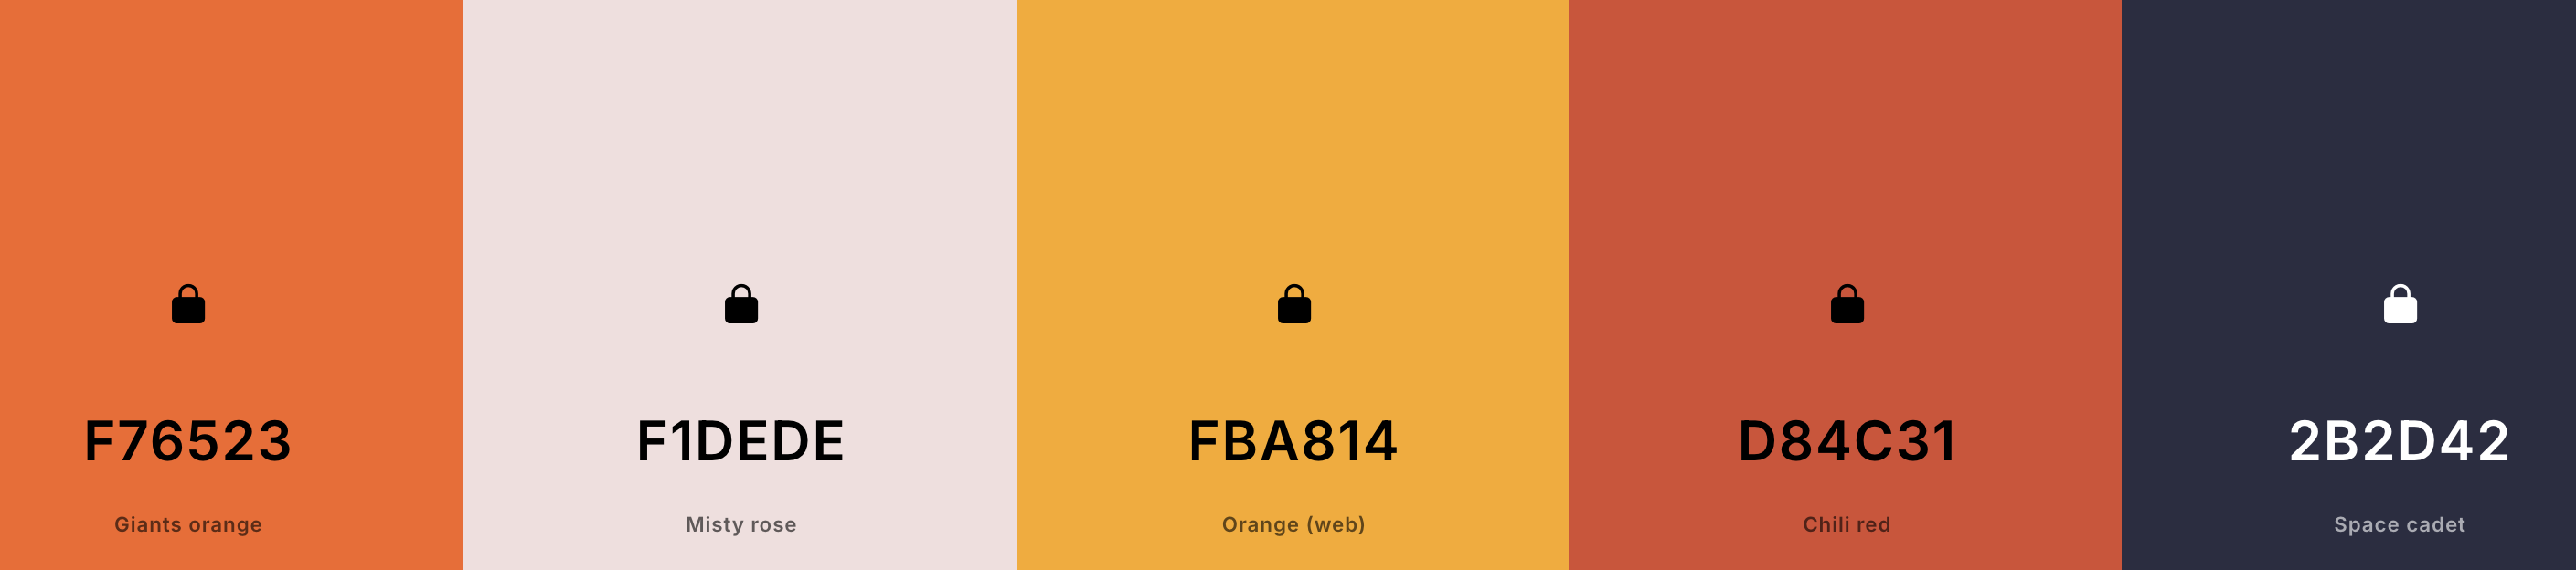 F76523
Giants orange
F1DEDE
Misty rose
FBA814
Orange (web)
D84C31
Chili red
2B2D42
Space cadet